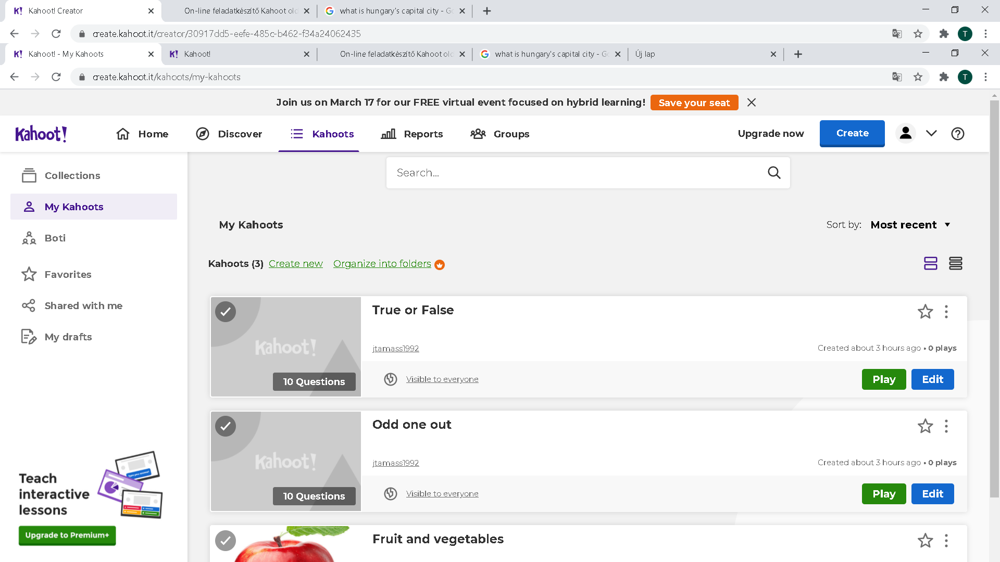 Kahoot! Creator
On-line feladatkészítő Kahoot old
what is hungary's capital city - Go
create.kahoot.it/creator/30917dd5-eefe-485c-b462-f34a24062435
T
Kahoot! - My Kahoots
Kahoot!
On-line feladatkészítő Kahoot old
what is hungary's capital city - Go
Új lap
create.kahoot.it/kahoots/my-kahoots
T
Join us on March 17 for our FREE virtual event focused on hybrid learning!
Save your seat
Kahoot!
Home
Discover
Kahoots
Reports
Groups
Upgrade now
Create
Collections
My Kahoots
Boti
Favorites
Shared with me
My drafts
Teach
interactive
lessons
Upgrade to Premium+
Search...
My Kahoots
Sort by: Most recent
Kahoots (3) Create new Organize into folders
Kahoot!
10 Questions
True or False
jtamass1992
Created about 3 hours ago • 0 plays
Visible to everyone
Play
Edit
Kahoot!
10 Questions
Odd one out
jtamass1992
Created about 3 hours ago • 0 plays
Visible to everyone
Play
Edit
Fruit and vegetables